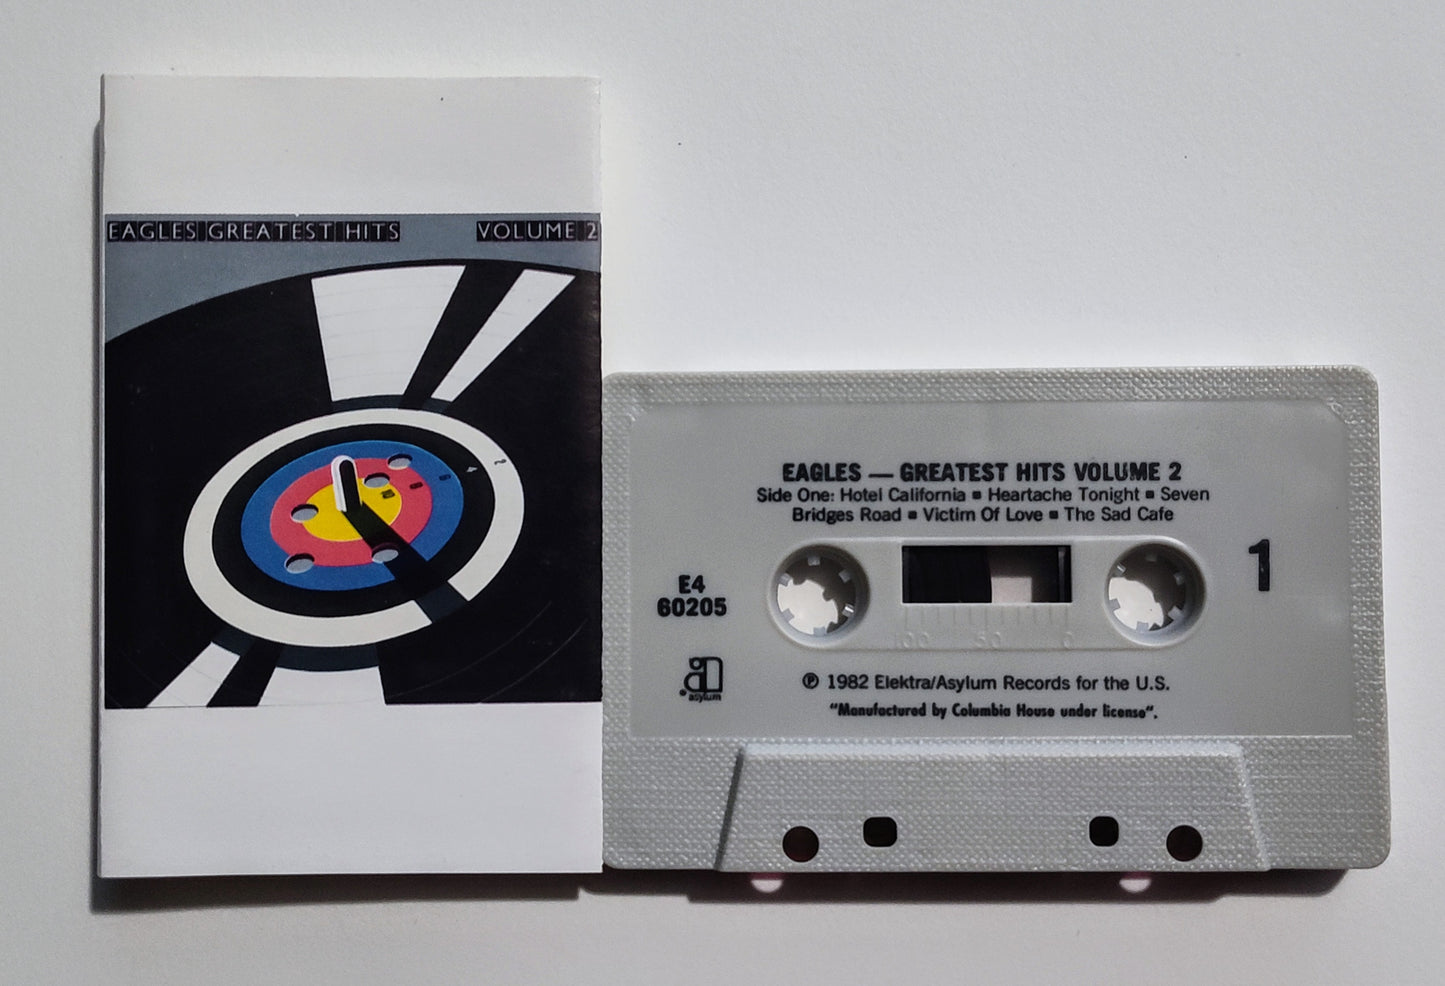 EAGLES GREATEST HITS VOLUME 2
EAGLES — GREATEST HITS VOLUME 2
Side One: Hotel California ▪ Heartache Tonight ▪ Seven
Bridges Road ▪ Victim Of Love ▪ The Sad Cafe
1
E4
60205
100 50 0
asylum
℗ 1982 Elektra/Asylum Records for the U.S.
"Manufactured by Columbia House under license".